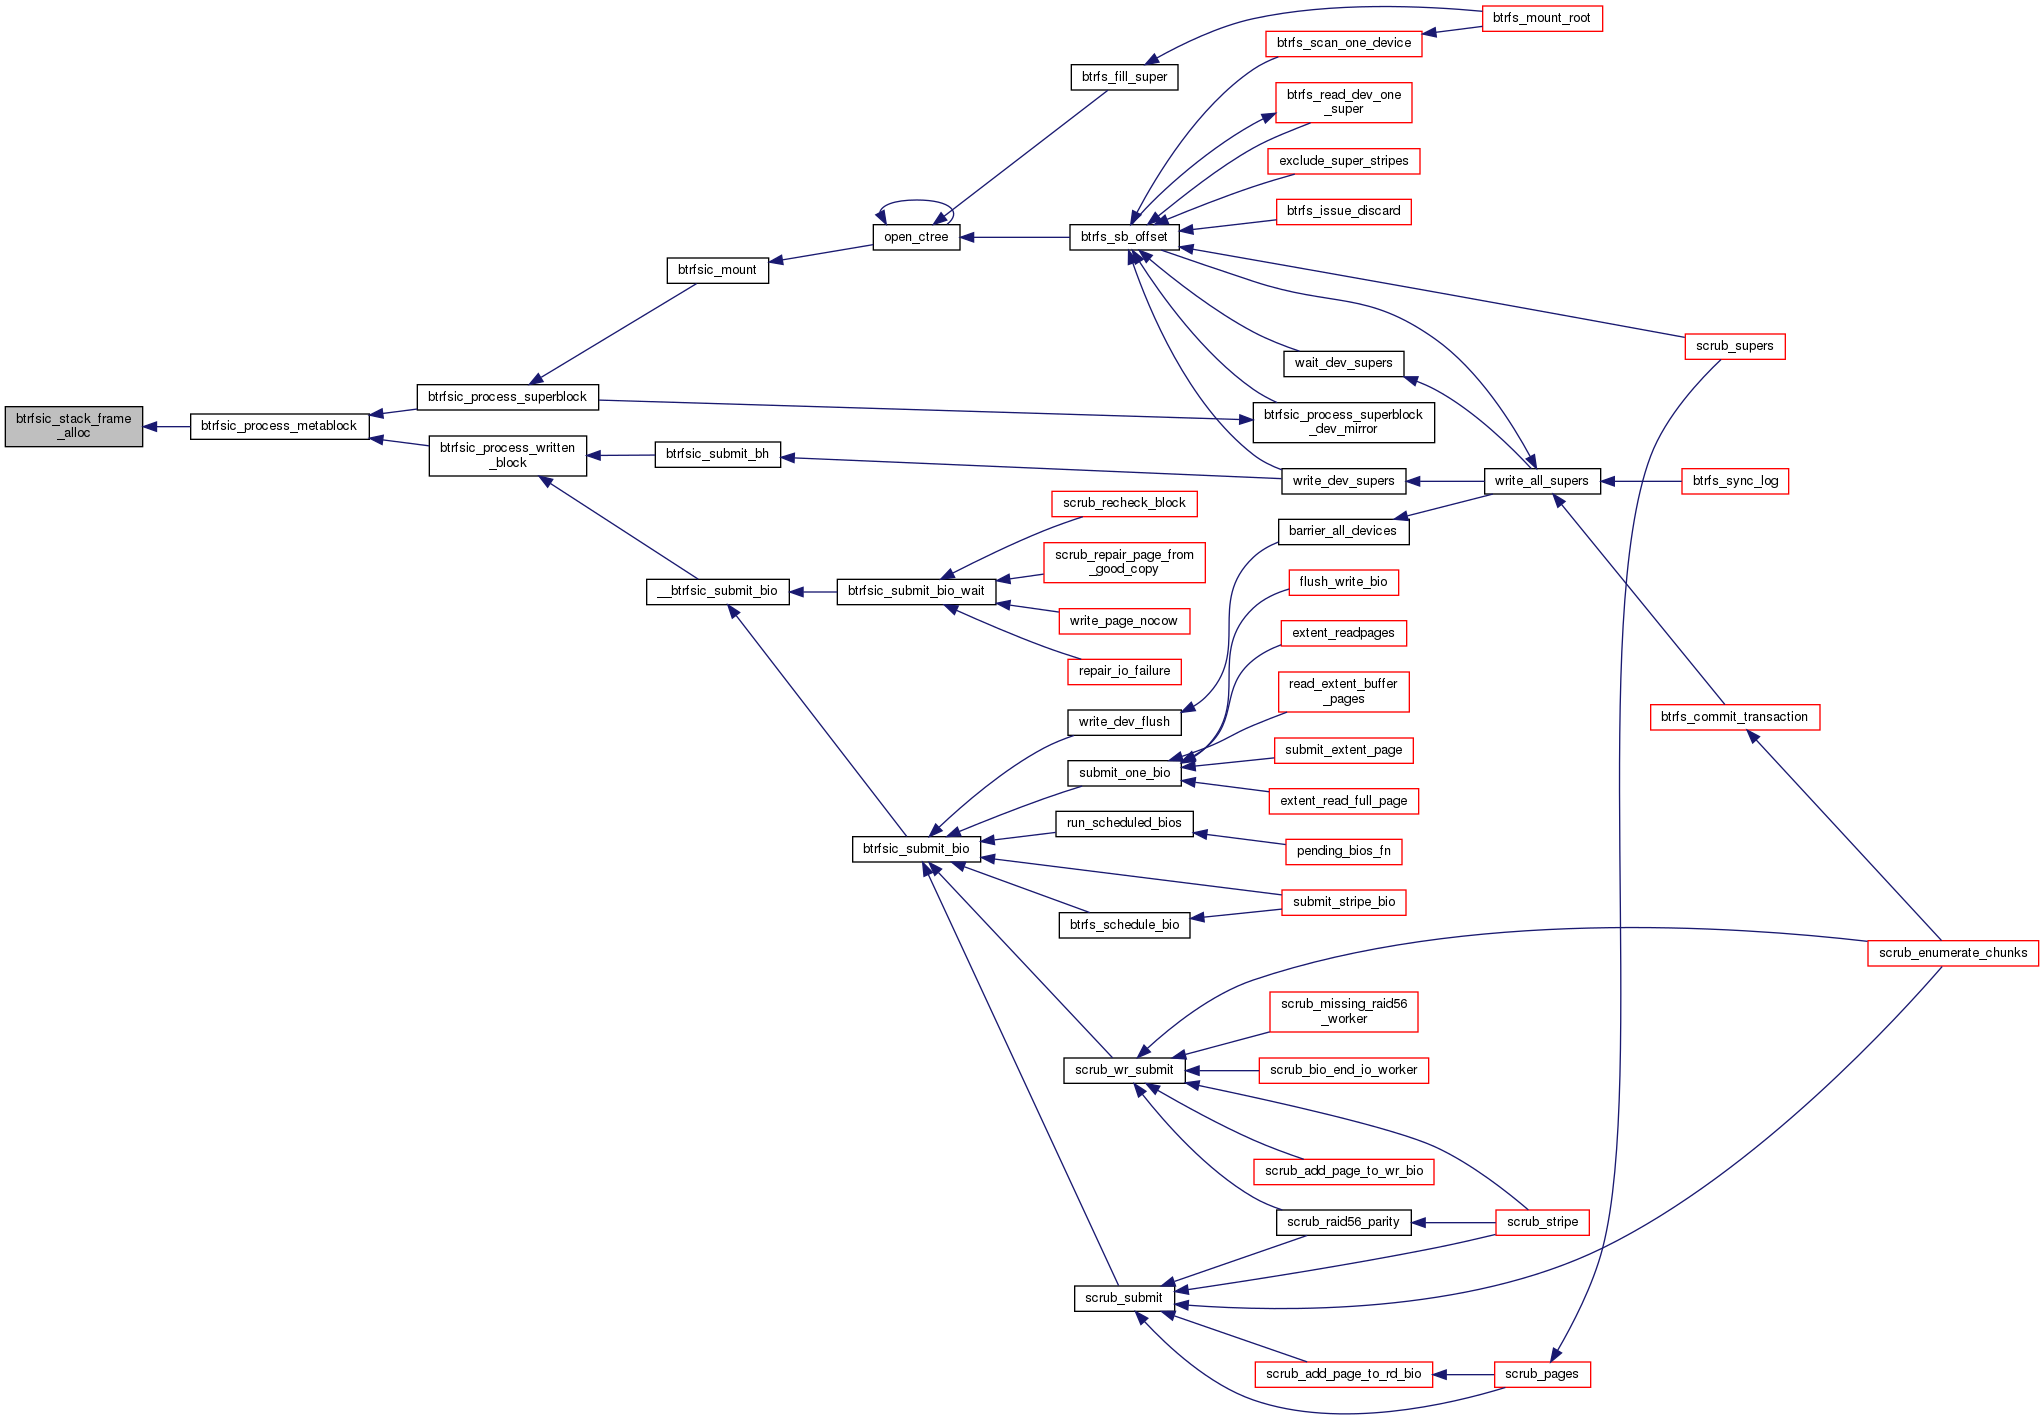 btrfs_mount_root
btrfs_scan_one_device
btrfs_fill_super
btrfs_read_dev_one
_super
exclude_super_stripes
btrfs_issue_discard
open_ctree
btrfs_sb_offset
btrfsic_mount
scrub_supers
wait_dev_supers
btrfsic_process_superblock
btrfsic_stack_frame
_alloc
btrfsic_process_metablock
btrfsic_process_superblock
_dev_mirror
btrfsic_process_written
_block
btrfsic_submit_bh
write_dev_supers
write_all_supers
btrfs_sync_log
scrub_recheck_block
barrier_all_devices
scrub_repair_page_from
_good_copy
flush_write_bio
__btrfsic_submit_bio
btrfsic_submit_bio_wait
write_page_nocow
extent_readpages
repair_io_failure
read_extent_buffer
_pages
write_dev_flush
btrfs_commit_transaction
submit_extent_page
submit_one_bio
extent_read_full_page
run_scheduled_bios
btrfsic_submit_bio
pending_bios_fn
submit_stripe_bio
btrfs_schedule_bio
scrub_enumerate_chunks
scrub_missing_raid56
_worker
scrub_wr_submit
scrub_bio_end_io_worker
scrub_add_page_to_wr_bio
scrub_raid56_parity
scrub_stripe
scrub_submit
scrub_add_page_to_rd_bio
scrub_pages